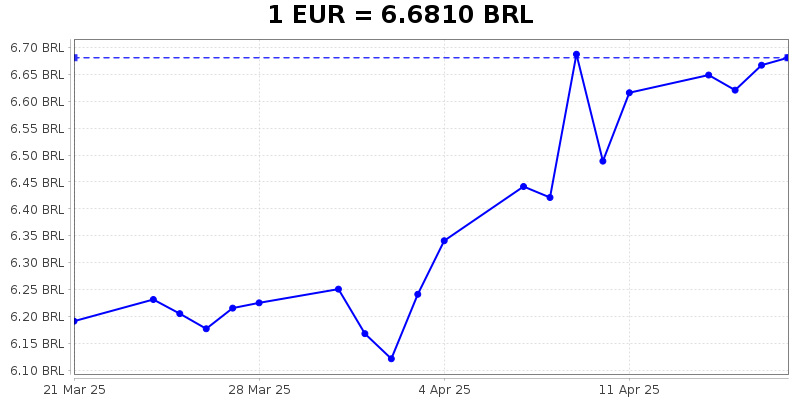 1 EUR = 6.6810 BRL
6.70 BRL
6.65 BRL
6.60 BRL
6.55 BRL
6.50 BRL
6.45 BRL
6.40 BRL
6.35 BRL
6.30 BRL
6.25 BRL
6.20 BRL
6.15 BRL
6.10 BRL
21 Mar 25 28 Mar 25 4 Apr 25 11 Apr 25